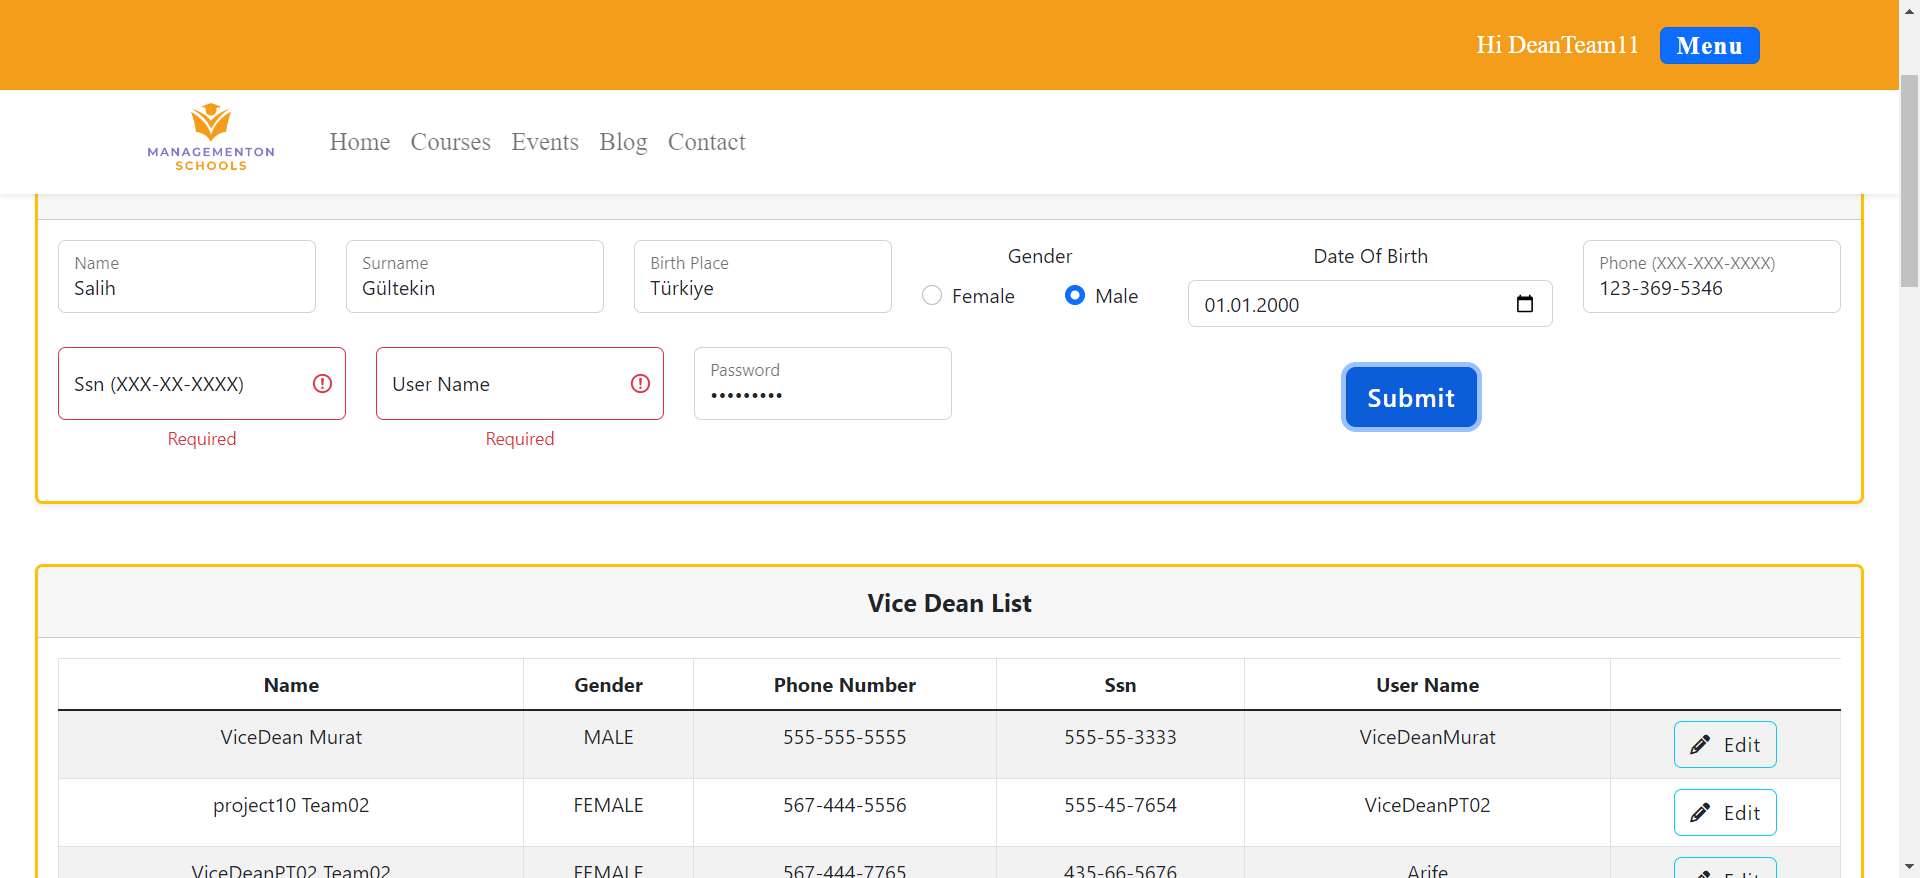 Hi DeanTeam11 Menu
MANAGEMENTON
SCHOOLS
Home Courses Events Blog Contact
Name
Salih
Surname
Gültekin
Birth Place
Türkiye
Gender
Female Male
Date Of Birth
01.01.2000
Phone (XXX-XXX-XXXX)
123-369-5346
Ssn (XXX-XX-XXXX)
Required
User Name
Required
Password
•••••••••
Submit
Vice Dean List
Name Gender Phone Number Ssn User Name
ViceDean Murat MALE 555-555-5555 555-55-3333 ViceDeanMurat Edit
project10 Team02 FEMALE 567-444-5556 555-45-7654 ViceDeanPT02 Edit
ViceDeanPT02 Team02 FEMALE 567-444-7765 435-66-5676 Arife Edit